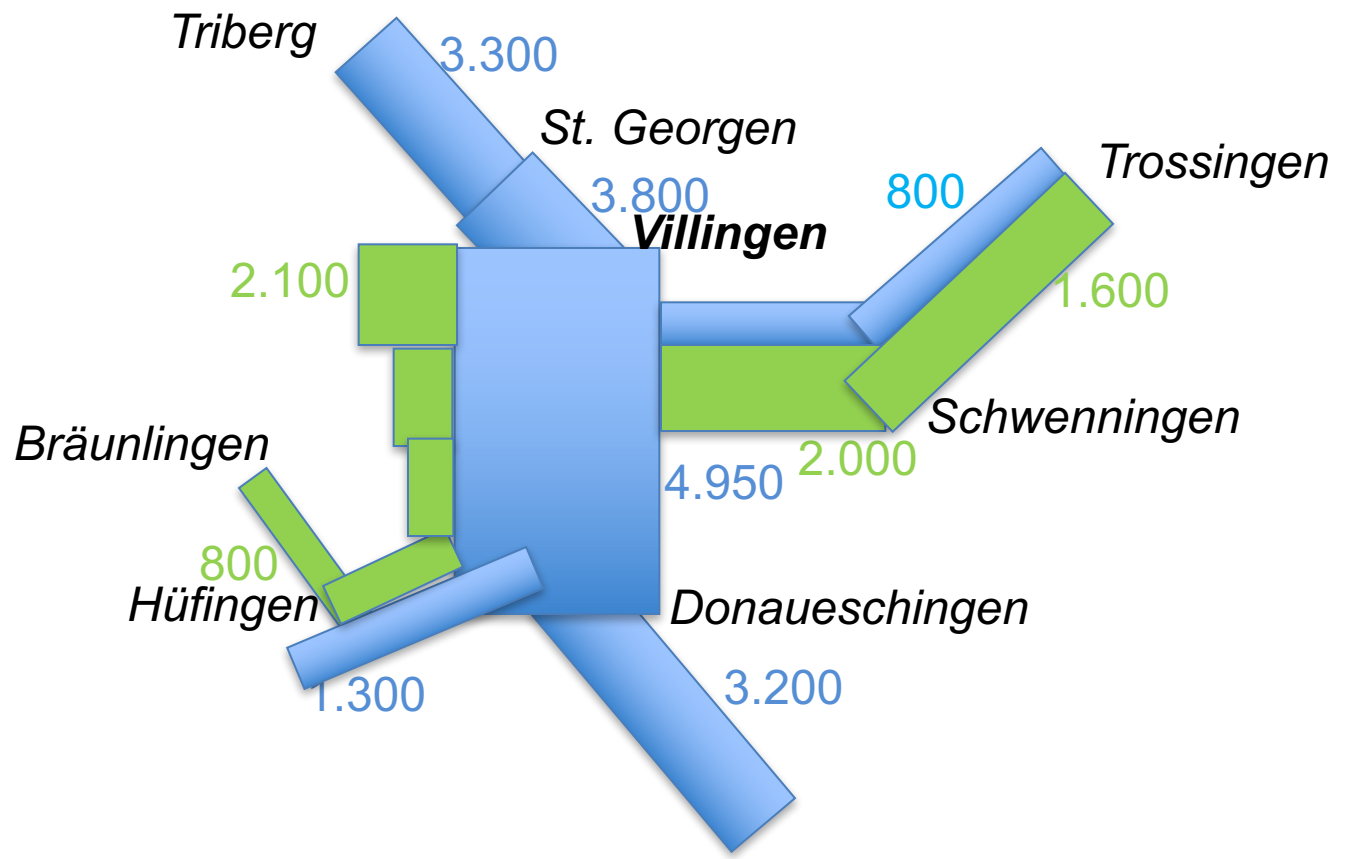 Triberg
3.300
St. Georgen
3.800
Villingen
800
Trossingen
2.100
1.600
Schwenningen
Bräunlingen
2.000
4.950
800
Hüfingen
Donaueschingen
1.300
3.200